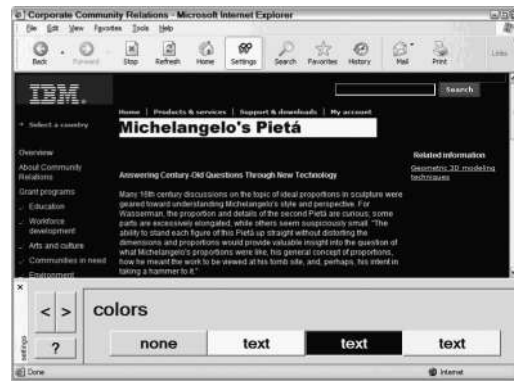 Corporate Community Relations - Microsoft Internet Explorer
File Edit View Favorites Tools Help
Back Forward Stop Refresh Home Settings Search Favorites History Mail Print Links
IBM.
Search
Home | Products & services | Support & downloads | My account
Select a country
Michelangelo's Pietá
Overview
About Community
Relations
Grant programs
Education
Workforce
development
Arts and culture
Communities in need
Environment
Answering Century-Old Questions Through New Technology
Many 16th century discussions on the topic of ideal proportions in sculpture were
geared toward understanding Michelangelo's style and perspective. For
Wasserman, the proportion and details of the second Pietá are curious; some
parts are excessively elongated, while others seem suspiciously small. "The
ability to stand each figure of this Pietá up straight without distorting the
dimensions and proportions would provide valuable insight into the question of
what Michelangelo's proportions were like, his general concept of proportions,
how he meant the work to be viewed at his tomb site, and, perhaps, his intent in
taking a hammer to it."
Related information
Geometric 3D modeling
techniques
settings
< >
?
colors
none text text text
Done Internet